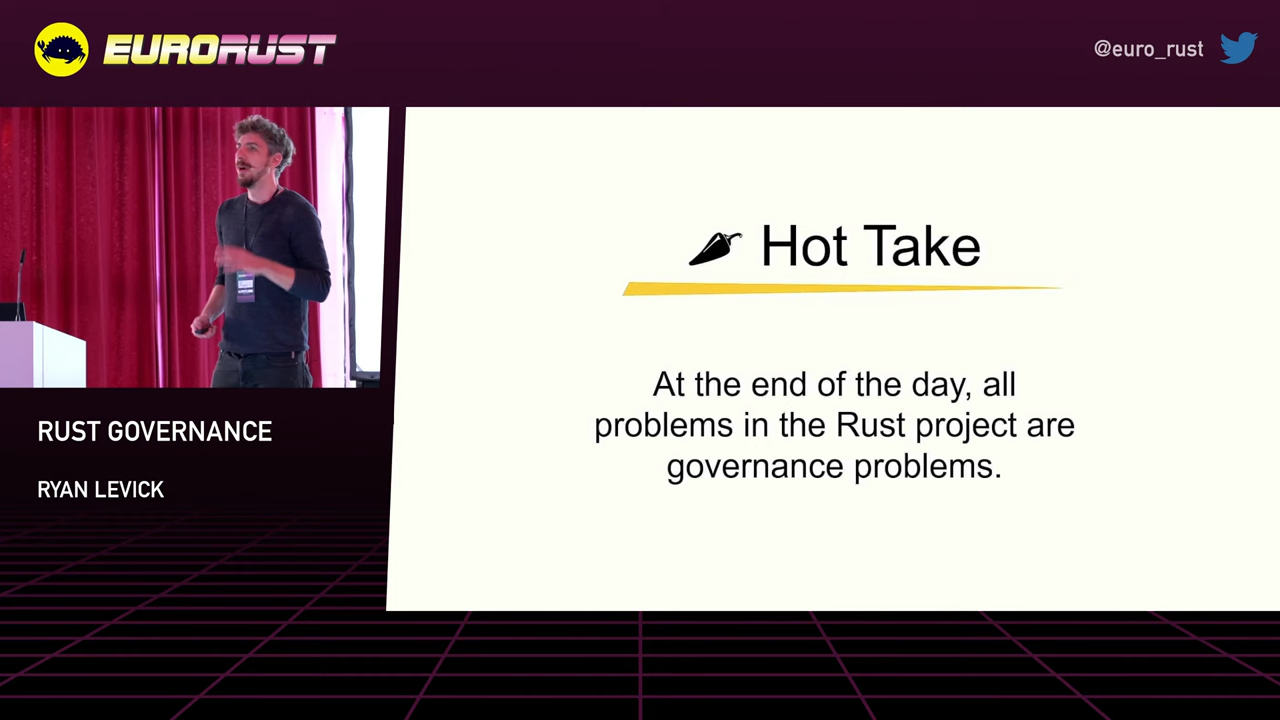 EURORUST
@euro_rust
Hot Take
At the end of the day, all
problems in the Rust project are
governance problems.
RUST GOVERNANCE
RYAN LEVICK